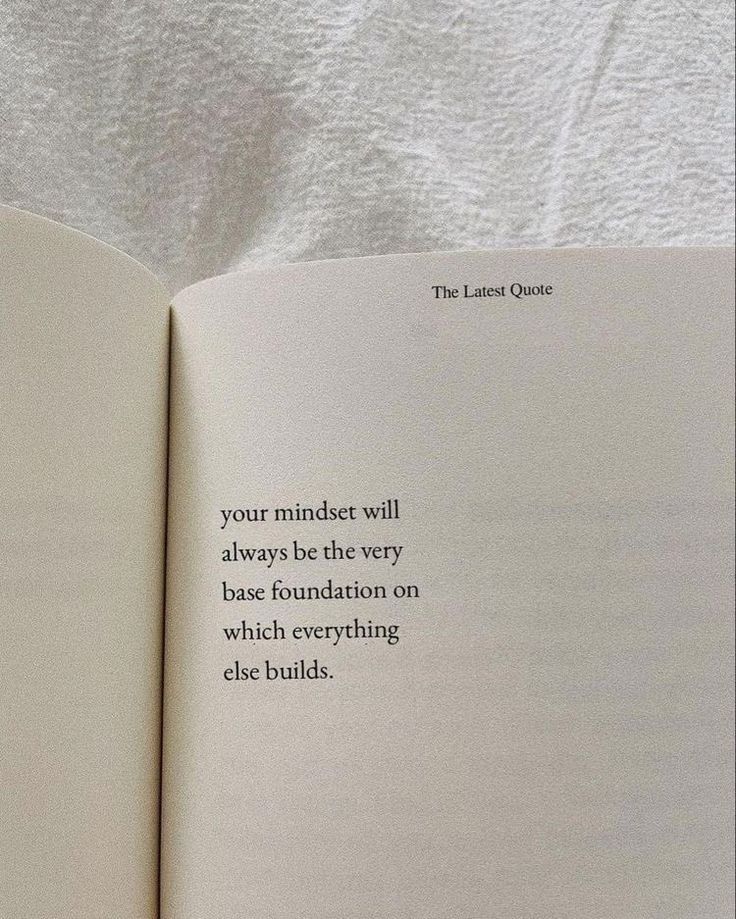 The Latest Quote
your mindset will
always be the very
base foundation on
which everything
else builds.